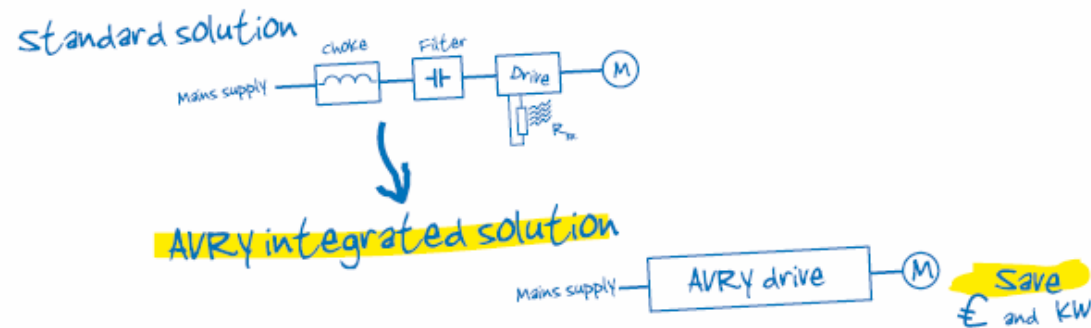 Standard solution
choke
Filter
Mains supply
Drive
M
AVRY integrated solution
Mains supply
AVRY drive
M
Save
€ and KW